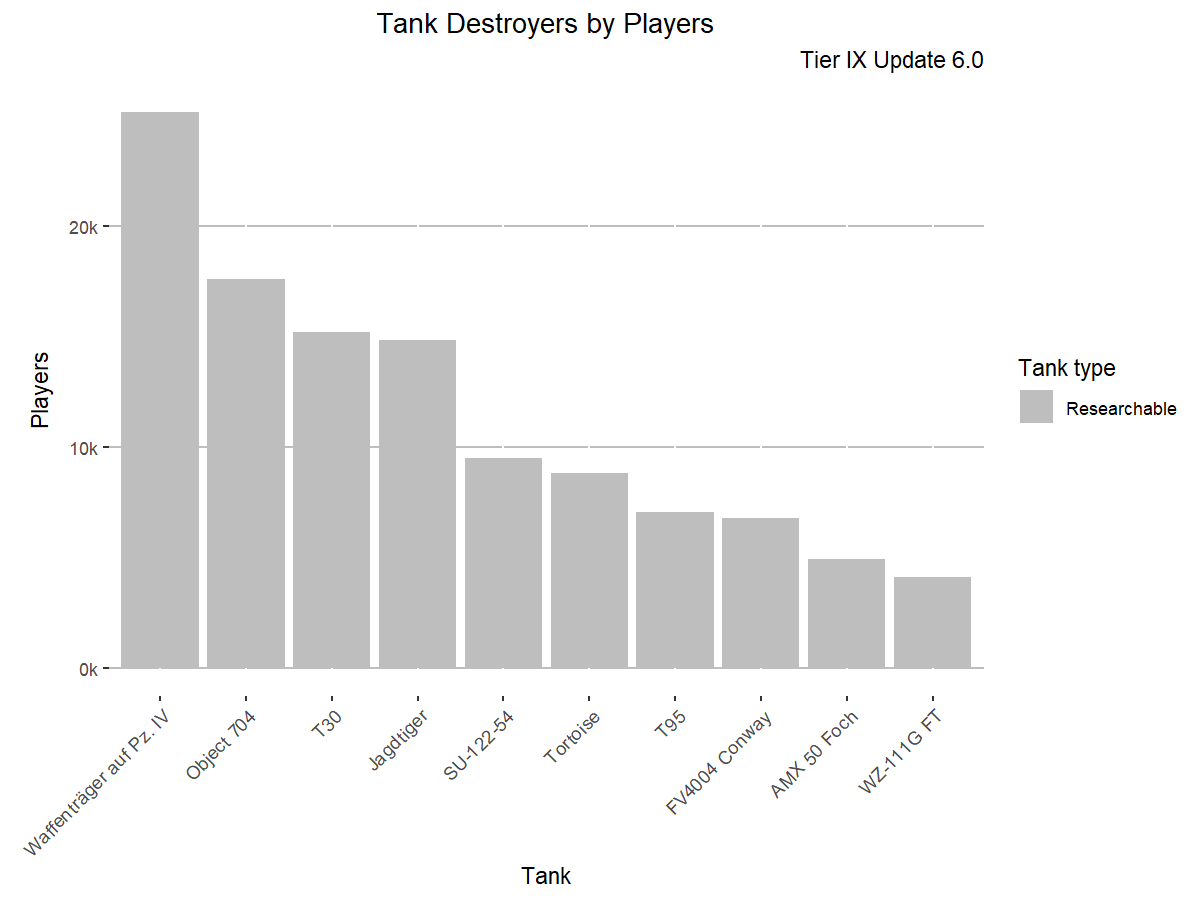 Tank Destroyers by Players
Tier IX Update 6.0
20k
10k
0k
Players
Waffenträger auf Pz. IV
Object 704
T30
Jagdtiger
SU-122-54
Tortoise
T95
FV4004 Conway
AMX 50 Foch
WZ-111G FT
Tank
Tank type
Researchable